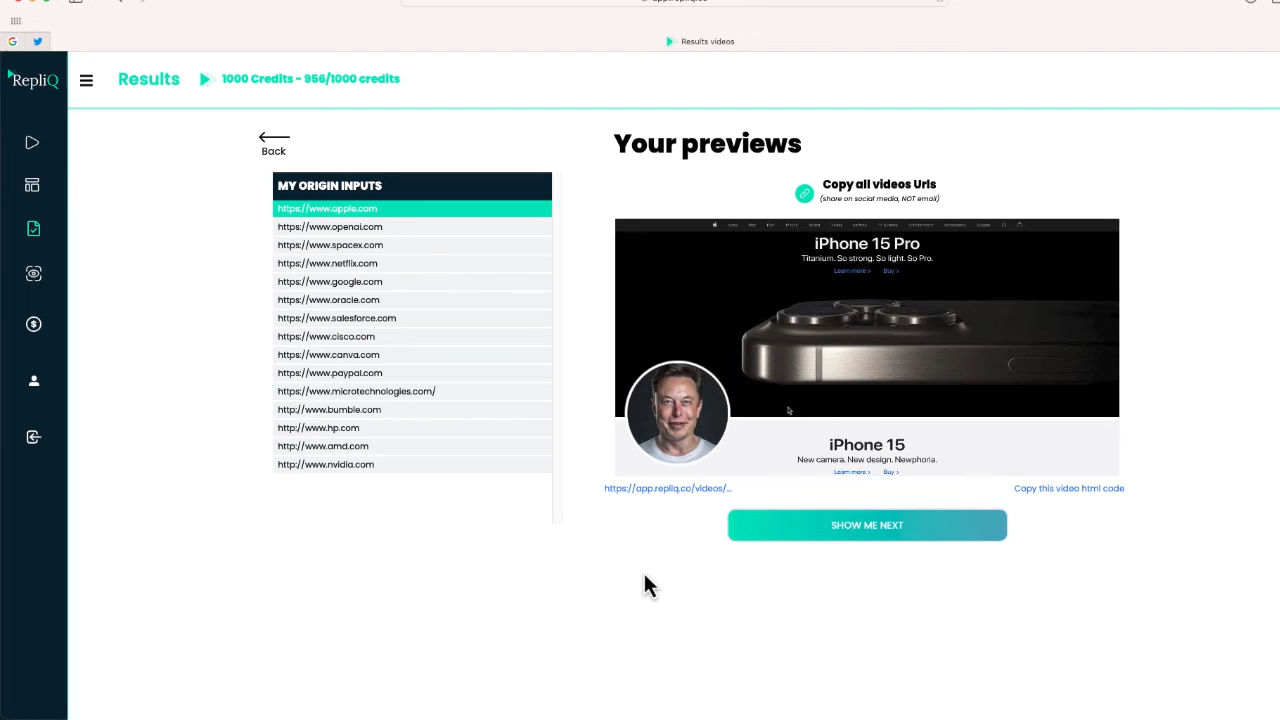 Results videos
RepliQ
Results
1000 Credits - 956/1000 credits
Back
Your previews
MY ORIGIN INPUTS
Copy all videos Urls
(share on social media, NOT email)
https://www.apple.com
https://www.openai.com
https://www.spacex.com
https://www.netflix.com
https://www.google.com
https://www.oracle.com
https://www.salesforce.com
https://www.cisco.com
https://www.canva.com
https://www.paypal.com
https://www.microtechnologies.com/
http://www.bumble.com
http://www.hp.com
http://www.amd.com
http://www.nvidia.com
iPhone 15 Pro
Titanium. So strong. So light. So Pro.
Learn more > Buy >
iPhone 15
New camera. New design. Newphoria.
Learn more > Buy >
https://app.repliq.co/videos/...
Copy this video html code
SHOW ME NEXT